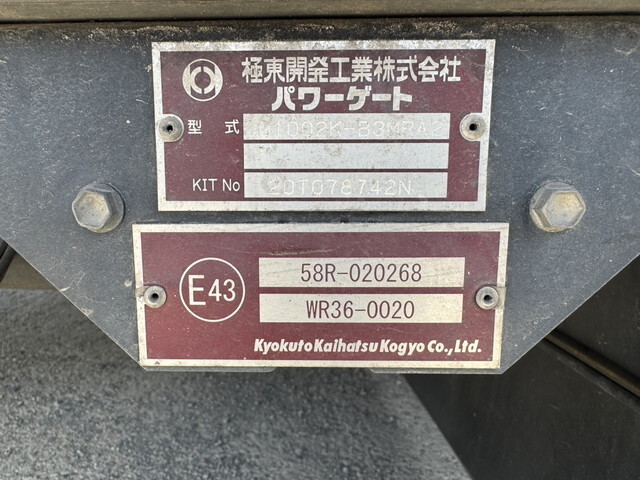 極東開発工業株式会社
パワーゲート
型式
KIT No 20T078742N
E43
58R-020268
WR36-0020
Kyokuto Kaihatsu Kogyo Co., Ltd.